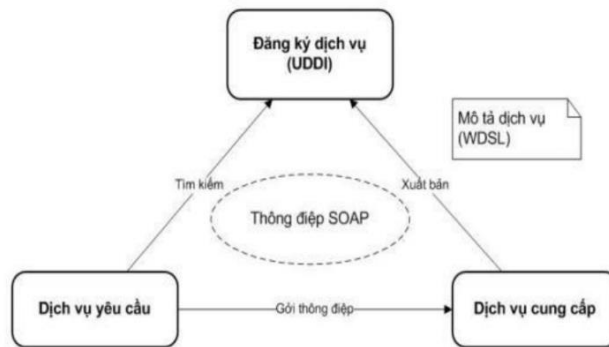 Đăng ký dịch vụ
(UDDI)
Mô tả dịch vụ
(WDSL)
Tìm kiếm
Xuất bản
Thông điệp SOAP
Dịch vụ yêu cầu
Gởi thông điệp
Dịch vụ cung cấp